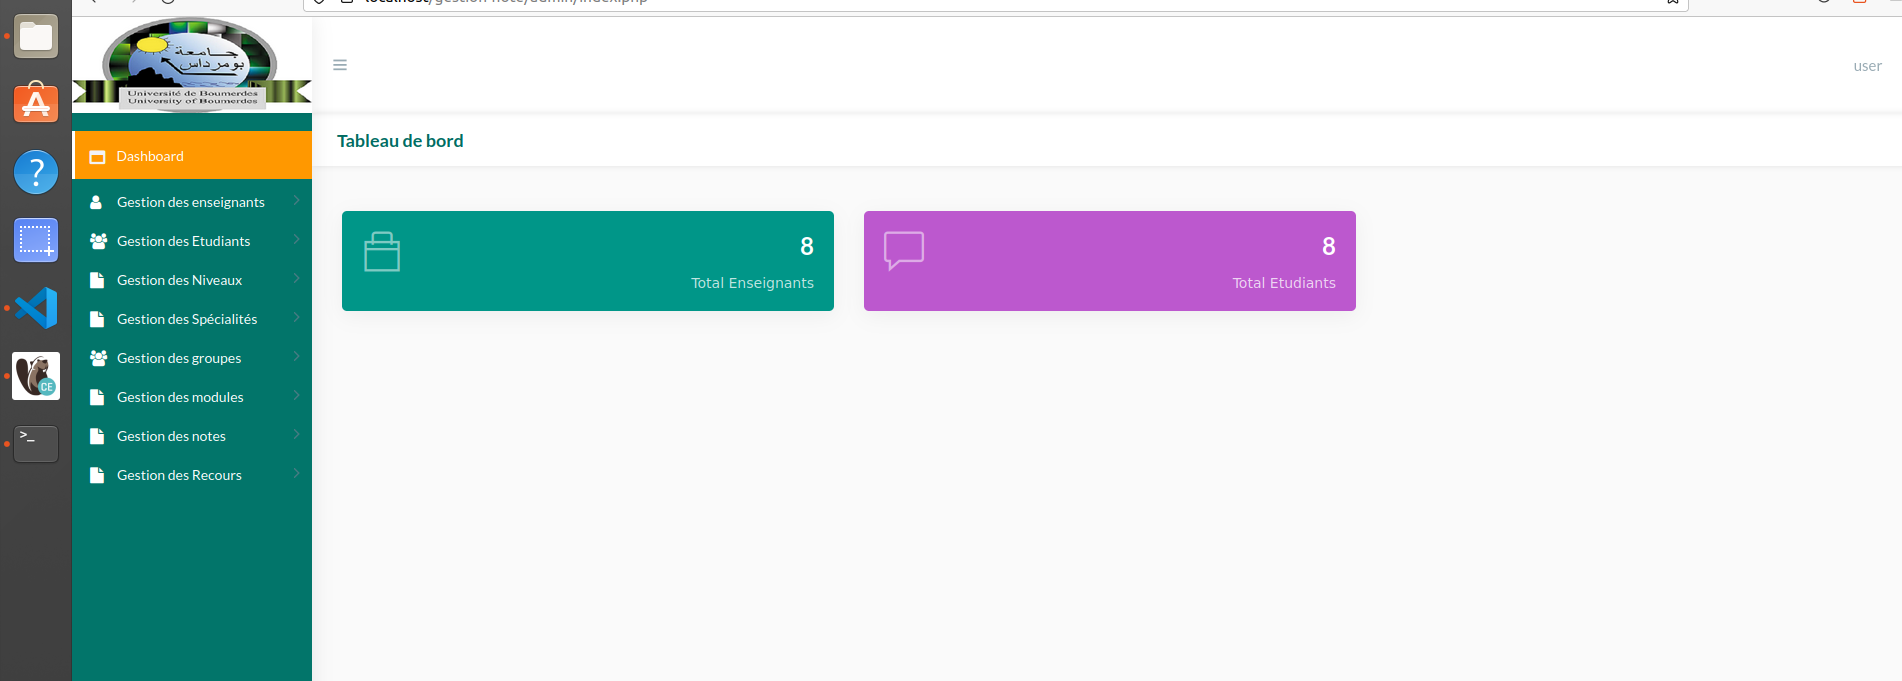 localhost/gestion-note/admin/index.php
جامعة
بومرداس
Université de Boumerdes
University of Boumerdes
user
Tableau de bord
Dashboard
Gestion des enseignants
Gestion des Etudiants
Gestion des Niveaux
Gestion des Spécialités
Gestion des groupes
Gestion des modules
Gestion des notes
Gestion des Recours
8
Total Enseignants
8
Total Etudiants
CE
>_